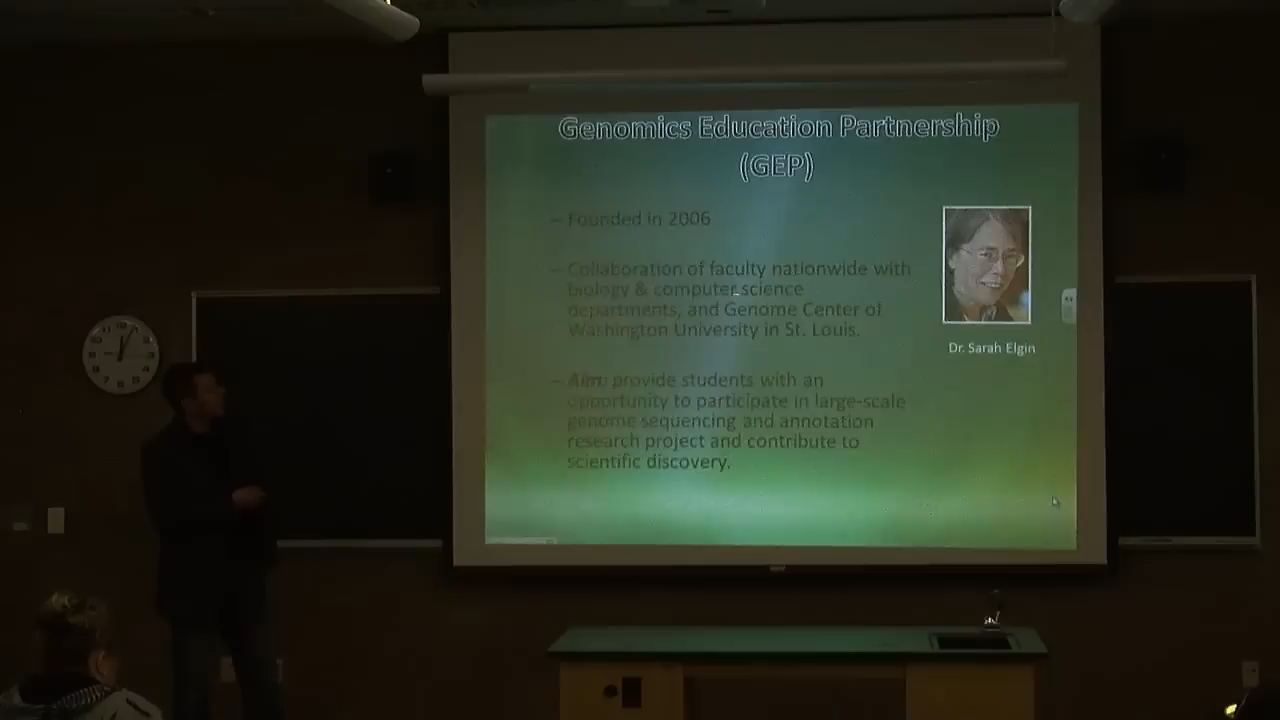 Genomics Education Partnership
(GEP)
– Founded in 2006
– Collaboration of faculty nationwide with
biology & computer science
departments, and Genome Center of
Washington University in St. Louis.
Dr. Sarah Elgin
– Aim: provide students with an
opportunity to participate in large-scale
genome sequencing and annotation
research project and contribute to
scientific discovery.